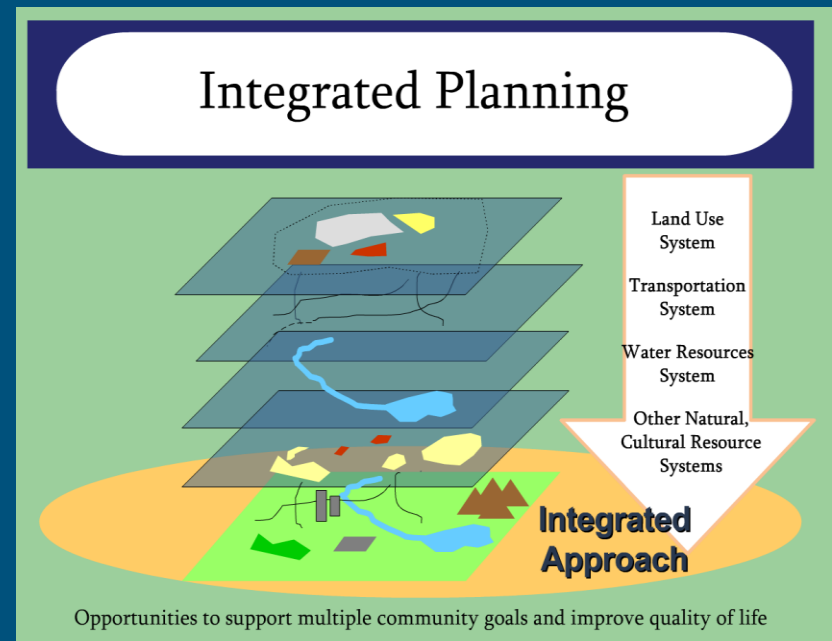 Integrated Planning
Land Use
System
Transportation
System
Water Resources
System
Other Natural,
Cultural Resource
Systems
Integrated
Approach
Opportunities to support multiple community goals and improve quality of life